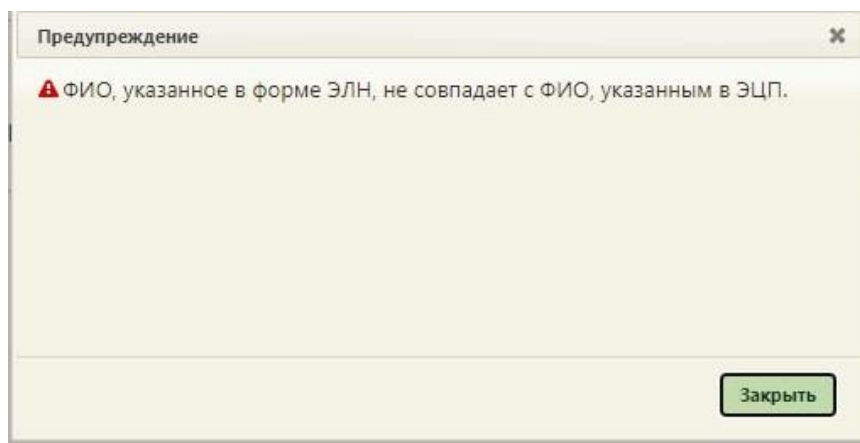 Предупреждение
ФИО, указанное в форме ЭЛН, не совпадает с ФИО, указанным в ЭЦП.
Закрыть